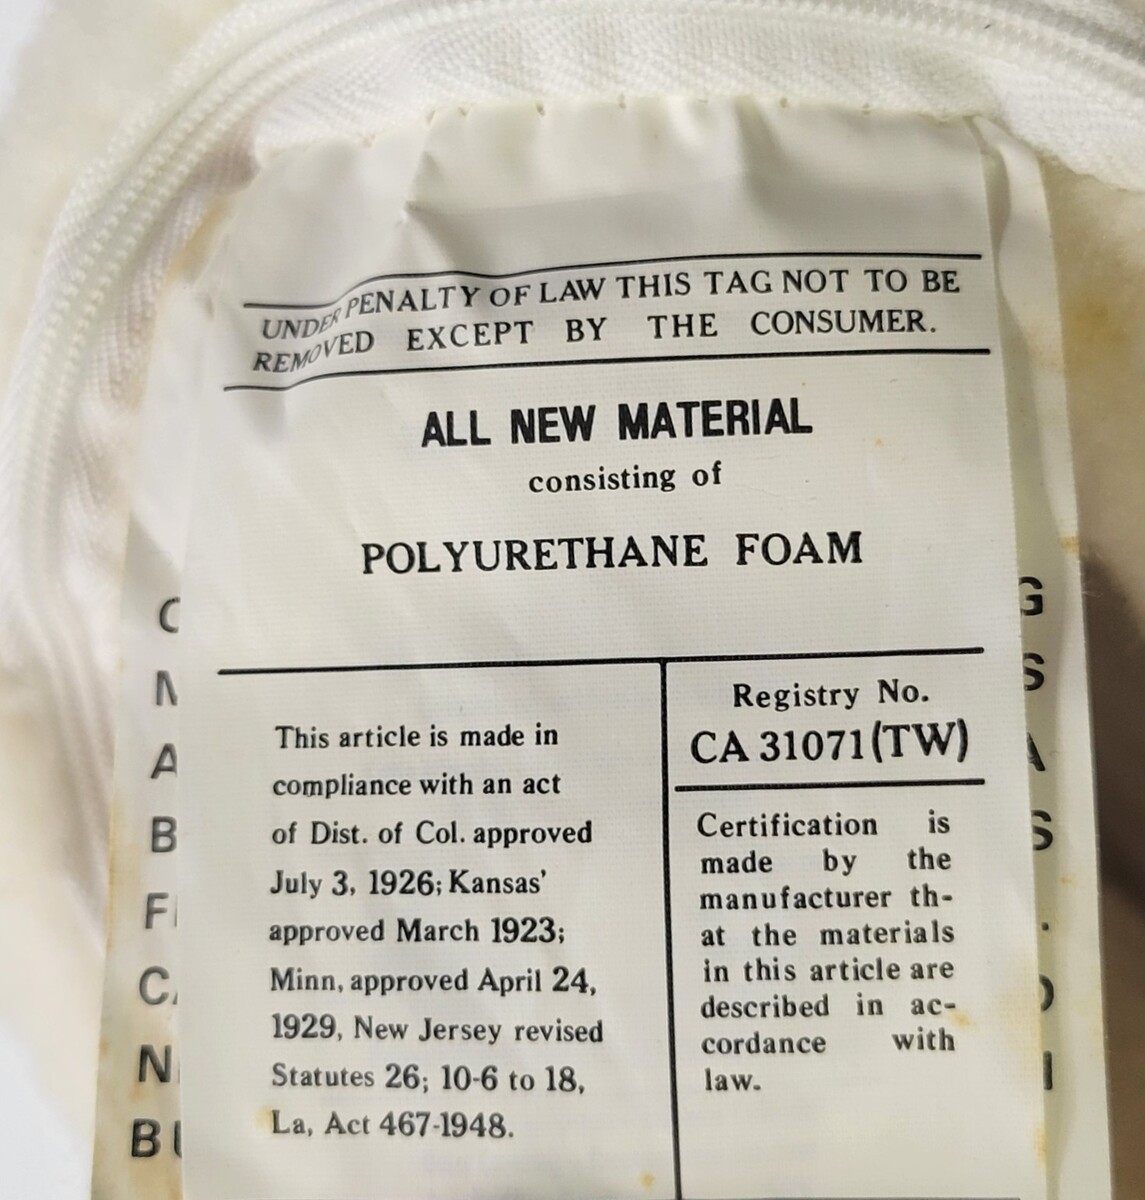 UNDER PENALTY OF LAW THIS TAG NOT TO BE
REMOVED EXCEPT BY THE CONSUMER.
ALL NEW MATERIAL
consisting of
POLYURETHANE FOAM
This article is made in
compliance with an act
of Dist. of Col. approved
July 3, 1926; Kansas'
approved March 1923;
Minn, approved April 24,
1929, New Jersey revised
Statutes 26; 10-6 to 18,
La, Act 467-1948.
Registry No.
CA 31071(TW)
Certification is
made by the
manufacturer th-
at the materials
in this article are
described in ac-
cordance with
law.